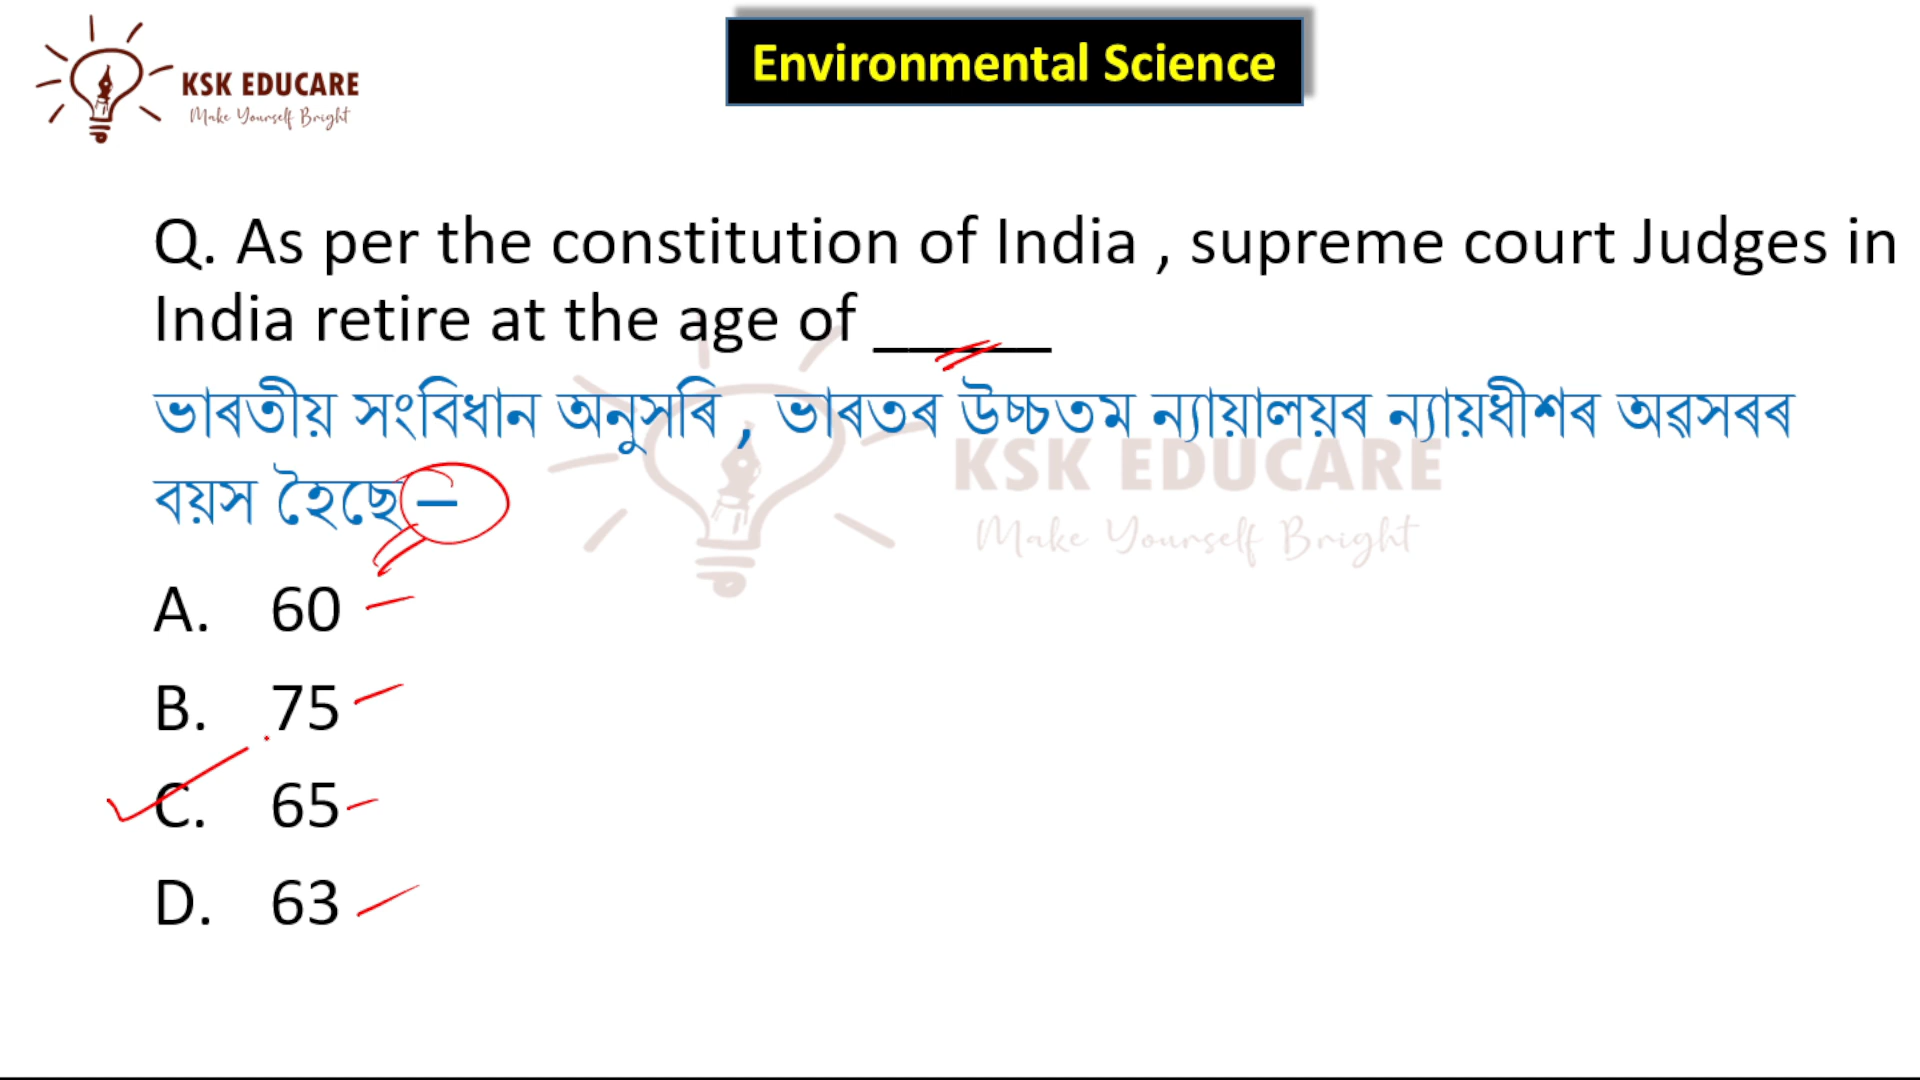 KSK EDUCARE
Make Yourself Bright
Environmental Science
Q. As per the constitution of India , supreme court Judges in
India retire at the age of _____
ভাৰতীয় সংবিধান অনুসৰি , ভাৰতৰ উচ্চতম ন্যায়ালয়ৰ ন্যায়ধীশৰ অৱসৰৰ
বয়স হৈছে –
KSK EDUCARE
Make Yourself Bright
A. 60
B. 75
C. 65
D. 63